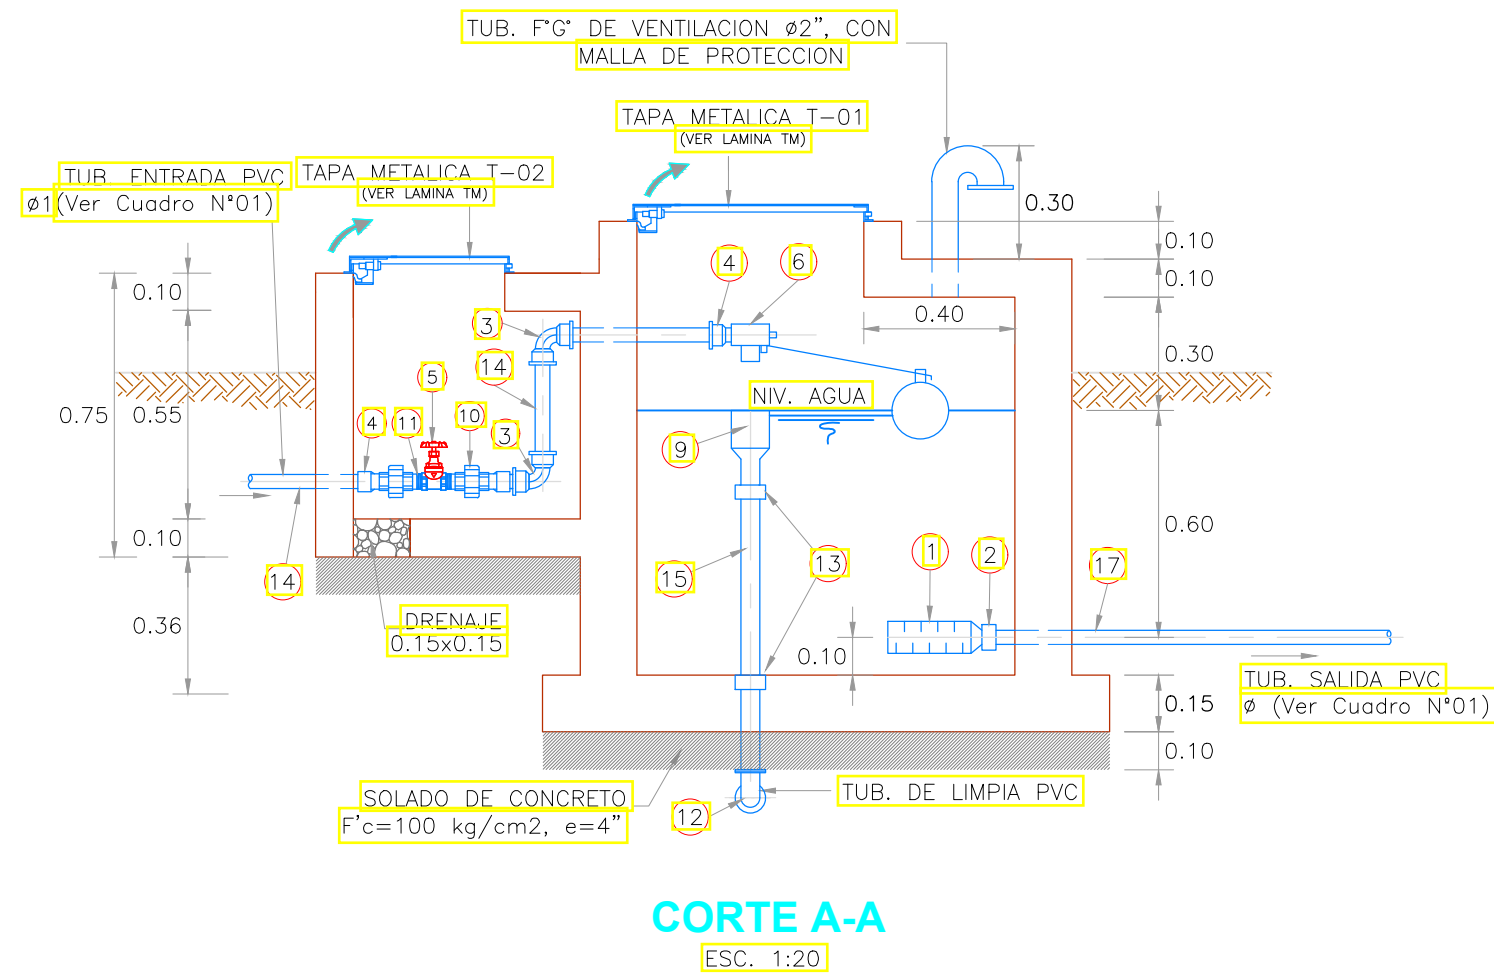 TUB. F°G° DE VENTILACION ø2", CON
MALLA DE PROTECCION
TAPA METALICA T-01
(VER LAMINA TM)
TAPA METALICA T-02
(VER LAMINA TM)
TUB. ENTRADA PVC
ø1(Ver Cuadro N°01)
0.30
0.10
0.10
0.10
4
6
3
0.40
0.30
14
5
NIV. AGUA
0.75
0.55
4
11
10
3
9
0.60
0.10
1
2
13
17
14
15
DRENAJE
0.15x0.15
0.36
0.10
TUB. SALIDA PVC
ø (Ver Cuadro N°01)
0.15
0.10
SOLADO DE CONCRETO
F'c=100 kg/cm2, e=4"
TUB. DE LIMPIA PVC
12
CORTE A-A
ESC. 1:20